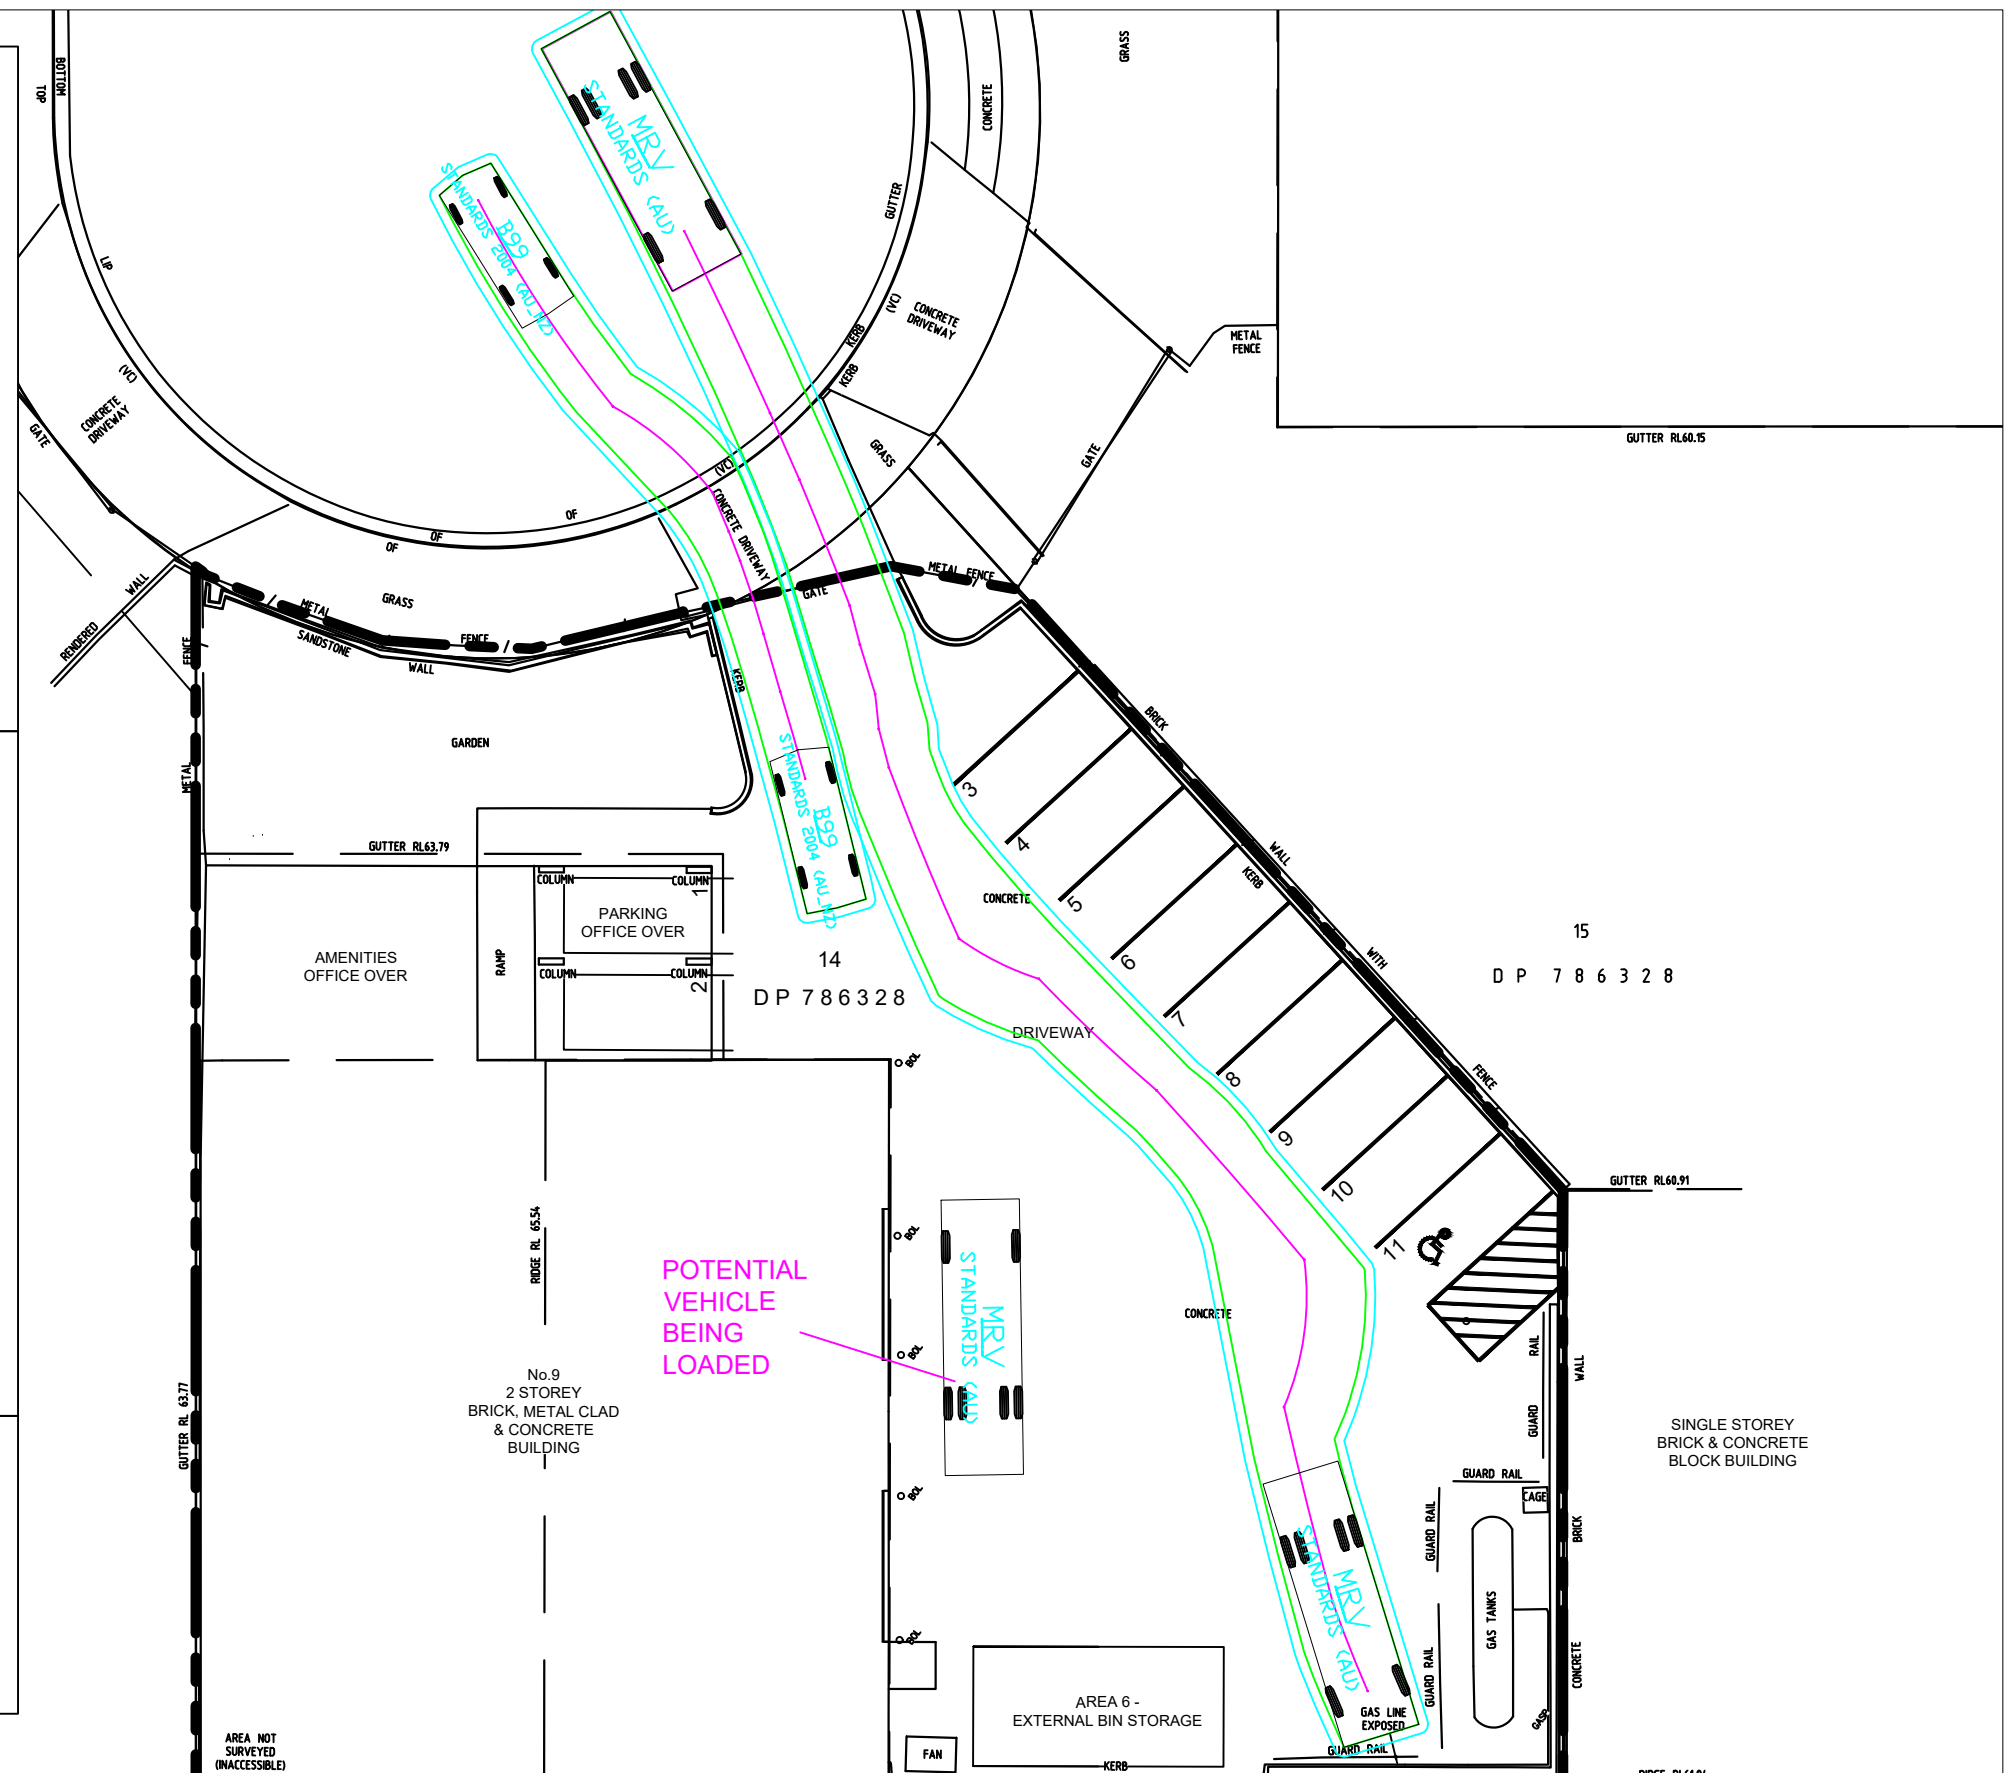 BOTTOM
TOP
LIP
(VC)
CONCRETE
DRIVEWAY
GATE
WALL
RENDERED
MRV
STANDARDS (AU)
B99
STANDARDS 2004 (AU_NZ)
GUTTER
(VC)
KERB
KERB
CONCRETE
GRASS
CONCRETE
DRIVEWAY
METAL
FENCE
GUTTER RL60.15
GRASS
GATE
OF
OF
OF
(VC)
CONCRETE DRIVEWAY
GATE
METAL FENCE
/
METAL
/
GRASS
FENCE
/
SANDSTONE
WALL
FENCE
METAL
KERB
GARDEN
BRICK
WALL
KERB
WITH
FENCE
3
4
5
6
7
8
9
10
11
B99
STANDARDS 2004 (AU_NZ)
GUTTER RL63.79
COLUMN
COLUMN
1
PARKING
OFFICE OVER
COLUMN
COLUMN
2
RAMP
AMENITIES
OFFICE OVER
14
DP 786328
CONCRETE
DRIVEWAY
15
D P 7 8 6 3 2 8
BOL
BOL
BOL
BOL
BOL
GUTTER RL60.91
RIDGE RL 65.54
POTENTIAL
VEHICLE
BEING
LOADED
MRV
STANDARDS (AU)
CONCRETE
GUTTER RL 63.77
No.9
2 STOREY
BRICK, METAL CLAD
& CONCRETE
BUILDING
RAIL
GUARD
WALL
BRICK
CONCRETE
SINGLE STOREY
BRICK & CONCRETE
BLOCK BUILDING
GUARD RAIL
CAGE
GUARD RAIL
GUARD RAIL
GAS TANKS
GASP
MRV
STANDARDS (AU)
GAS LINE
EXPOSED
GUARD RAIL
AREA 6 -
EXTERNAL BIN STORAGE
KERB
FAN
AREA NOT
SURVEYED
(INACCESSIBLE)